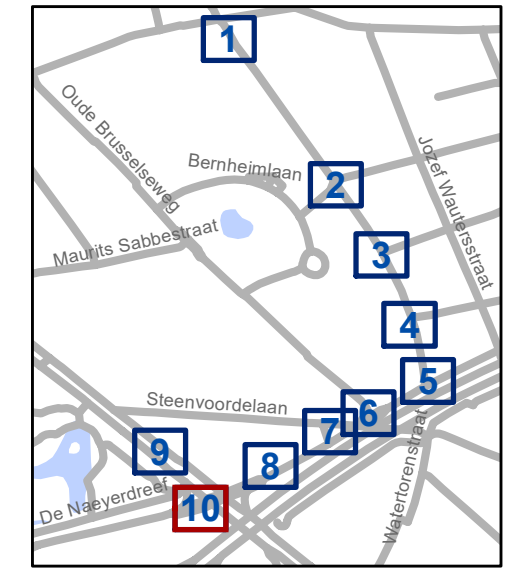 1
Oude Brusselseweg
Bernheimlaan
2
Jozef Wautersstraat
Maurits Sabbestraat
3
4
5
Steenvoordelaan
6
7
9
8
Watertorenstraat
De Naeyerdreef
10